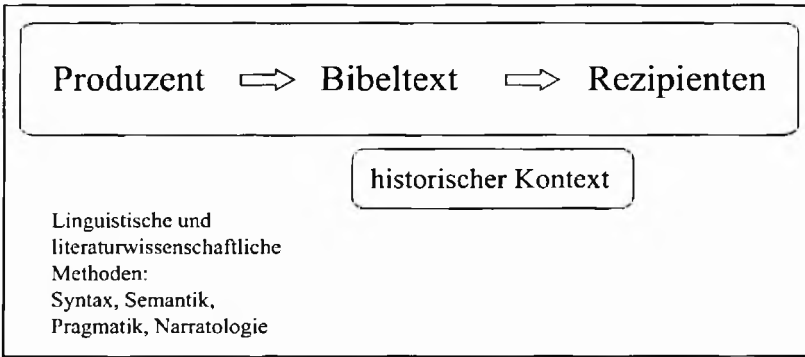 Produzent ⇨ Bibeltext ⇨ Rezipienten
historischer Kontext
Linguistische und
literaturwissenschaftliche
Methoden:
Syntax, Semantik,
Pragmatik, Narratologie